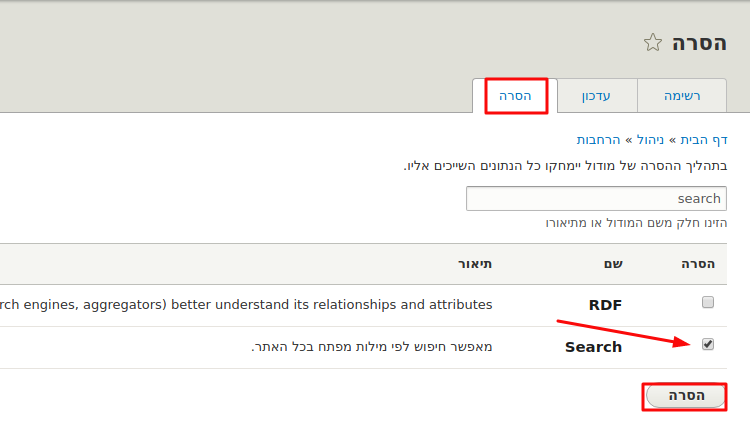 הסרה
רשימה
עדכון
הסרה
דף הבית » ניהול » הרחבות
בתהליך ההסרה של מודול יימחקו כל הנתונים השייכים אליו.
search
הזינו חלק משם המודול או מתיאורו
הסרה שם תיאור
RDF rch engines, aggregators) better understand its relationships and attributes
Search מאפשר חיפוש לפי מילות מפתח בכל האתר.
הסרה